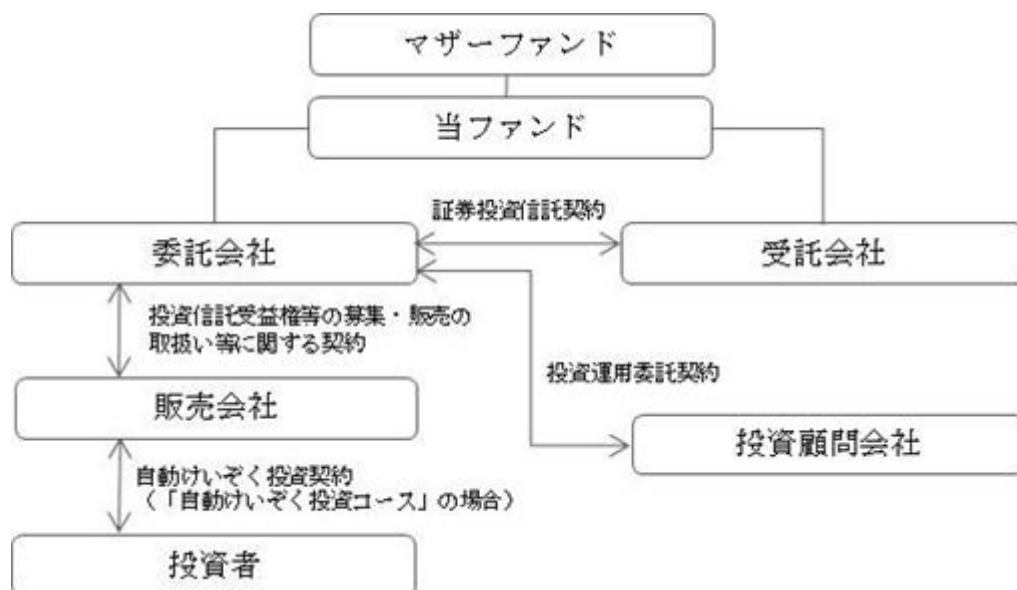 マザーファンド
当ファンド
証券投資信託契約
委託会社
受託会社
投資信託受益権等の募集・販売の
取扱い等に関する契約
投資運用委託契約
販売会社
投資顧問会社
自動けいぞく投資契約
(「自動けいぞく投資コース」の場合)
投資者